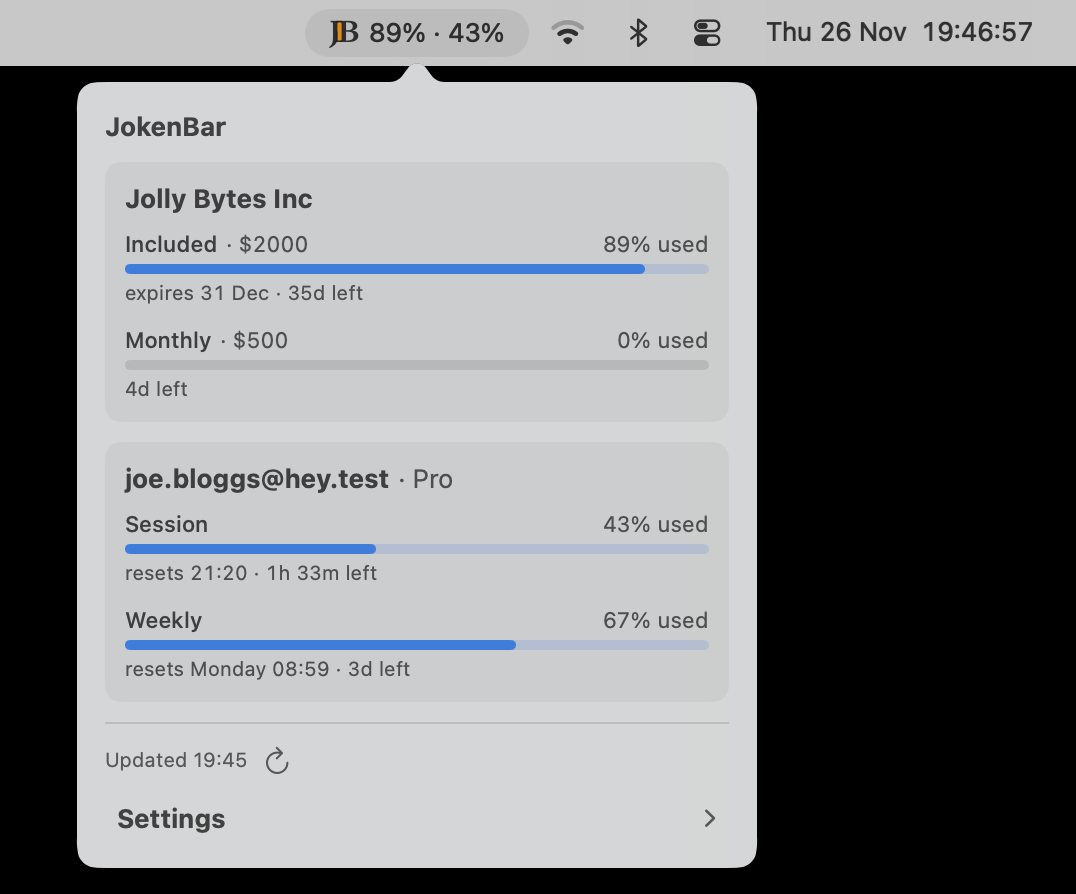 JB 89% · 43% Thu 26 Nov 19:46:57
JokenBar
Jolly Bytes Inc
Included · $2000 89% used
expires 31 Dec · 35d left
Monthly · $500 0% used
4d left
joe.bloggs@hey.test · Pro
Session 43% used
resets 21:20 · 1h 33m left
Weekly 67% used
resets Monday 08:59 · 3d left
Updated 19:45
Settings